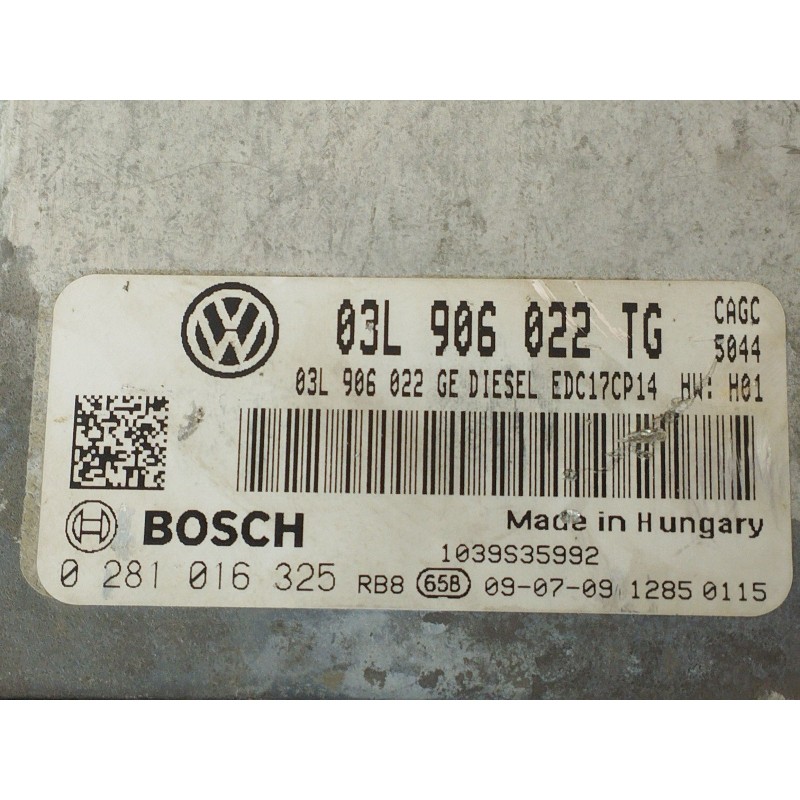 03L 906 022 TG CAGC
5044
03L 906 022 GE DIESEL EDC17CP14 HW: H01
BOSCH Made in Hungary
1039S35992
0 281 016 325 RB8 65B 09-07-09 1285 0115